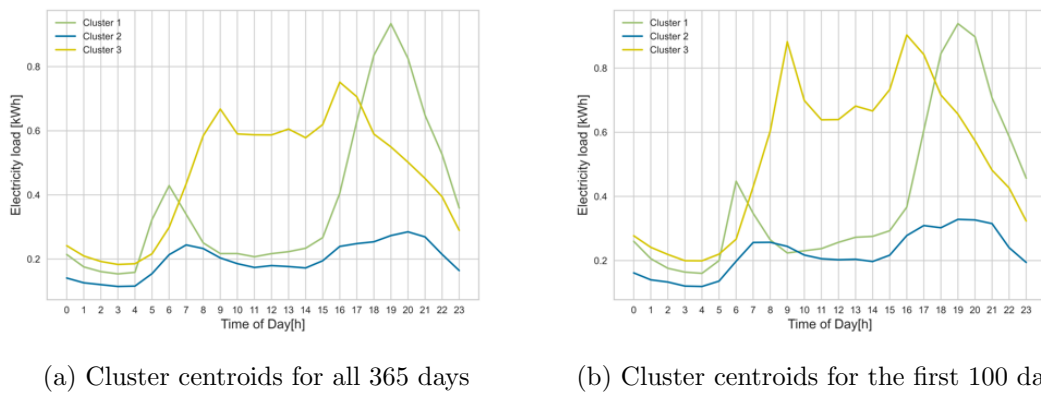 Cluster 1
Cluster 2
Cluster 3
0.8
0.6
0.4
0.2
Electricity load [kWh]
0 1 2 3 4 5 6 7 8 9 10 11 12 13 14 15 16 17 18 19 20 21 22 23
Time of Day[h]
(a) Cluster centroids for all 365 days
Cluster 1
Cluster 2
Cluster 3
0.8
0.6
0.4
0.2
Electricity load [kWh]
0 1 2 3 4 5 6 7 8 9 10 11 12 13 14 15 16 17 18 19 20 21 22 23
Time of Day[h]
(b) Cluster centroids for the first 100 da